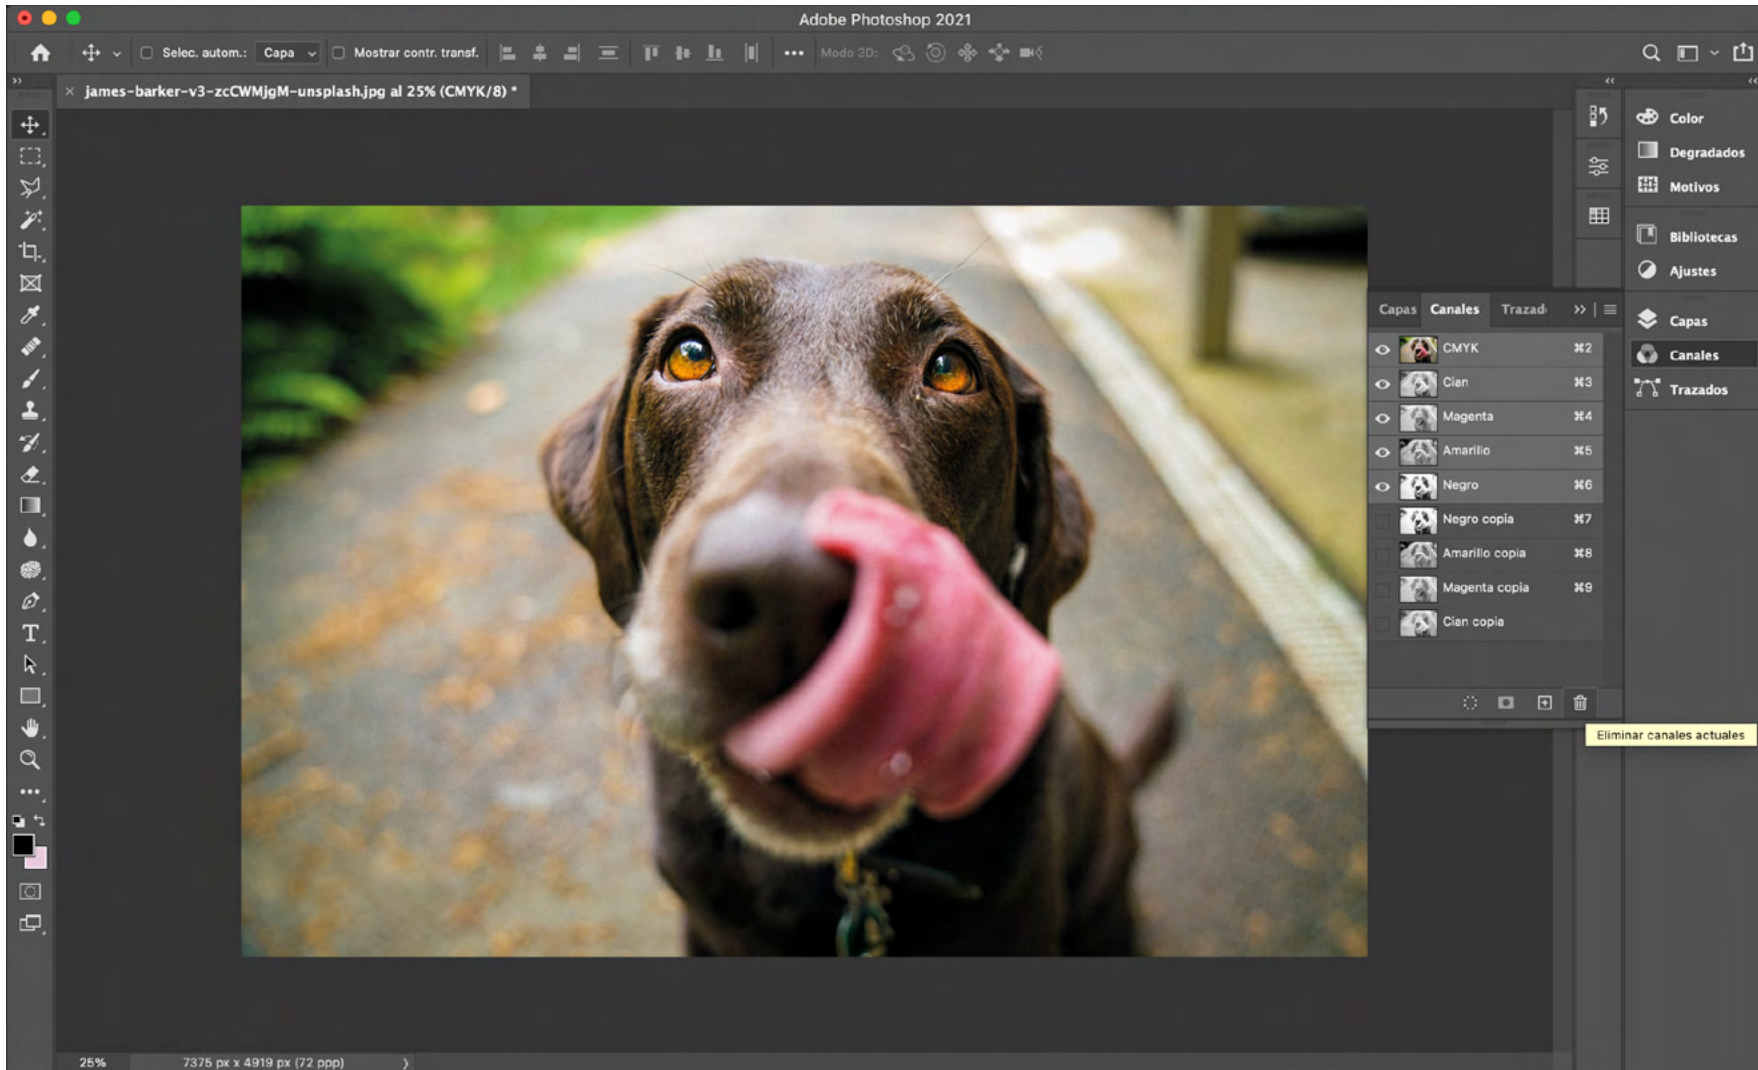 Adobe Photoshop 2021
Selec. autom.: Capa Mostrar contr. transf. Modo 3D:
× james-barker-v3-zcCWMjgM-unsplash.jpg al 25% (CMYK/8) *
Color
Degradados
Motivos
Bibliotecas
Ajustes
Capas
Canales
Trazados
Capas Canales Trazad
CMYK ⌘2
Cian ⌘3
Magenta ⌘4
Amarillo ⌘5
Negro ⌘6
Negro copia ⌘7
Amarillo copia ⌘8
Magenta copia ⌘9
Cian copia
Eliminar canales actuales
25% 7375 px x 4919 px (72 ppp)